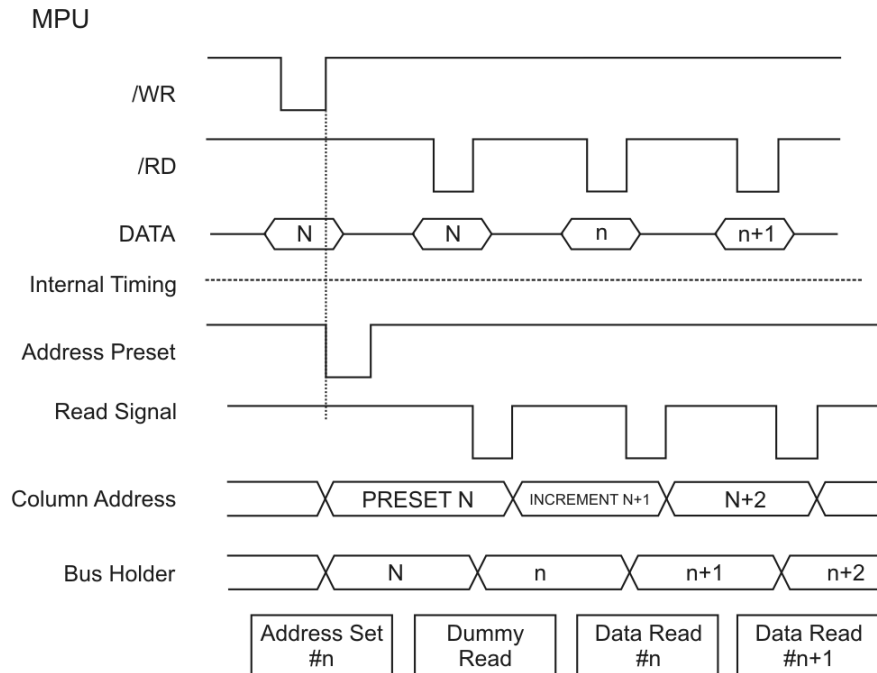 MPU
/WR
/RD
DATA N N n n+1
Internal Timing
Address Preset
Read Signal
Column Address PRESET N INCREMENT N+1 N+2
Bus Holder N n n+1 n+2
Address Set Dummy Data Read Data Read
#n Read #n #n+1